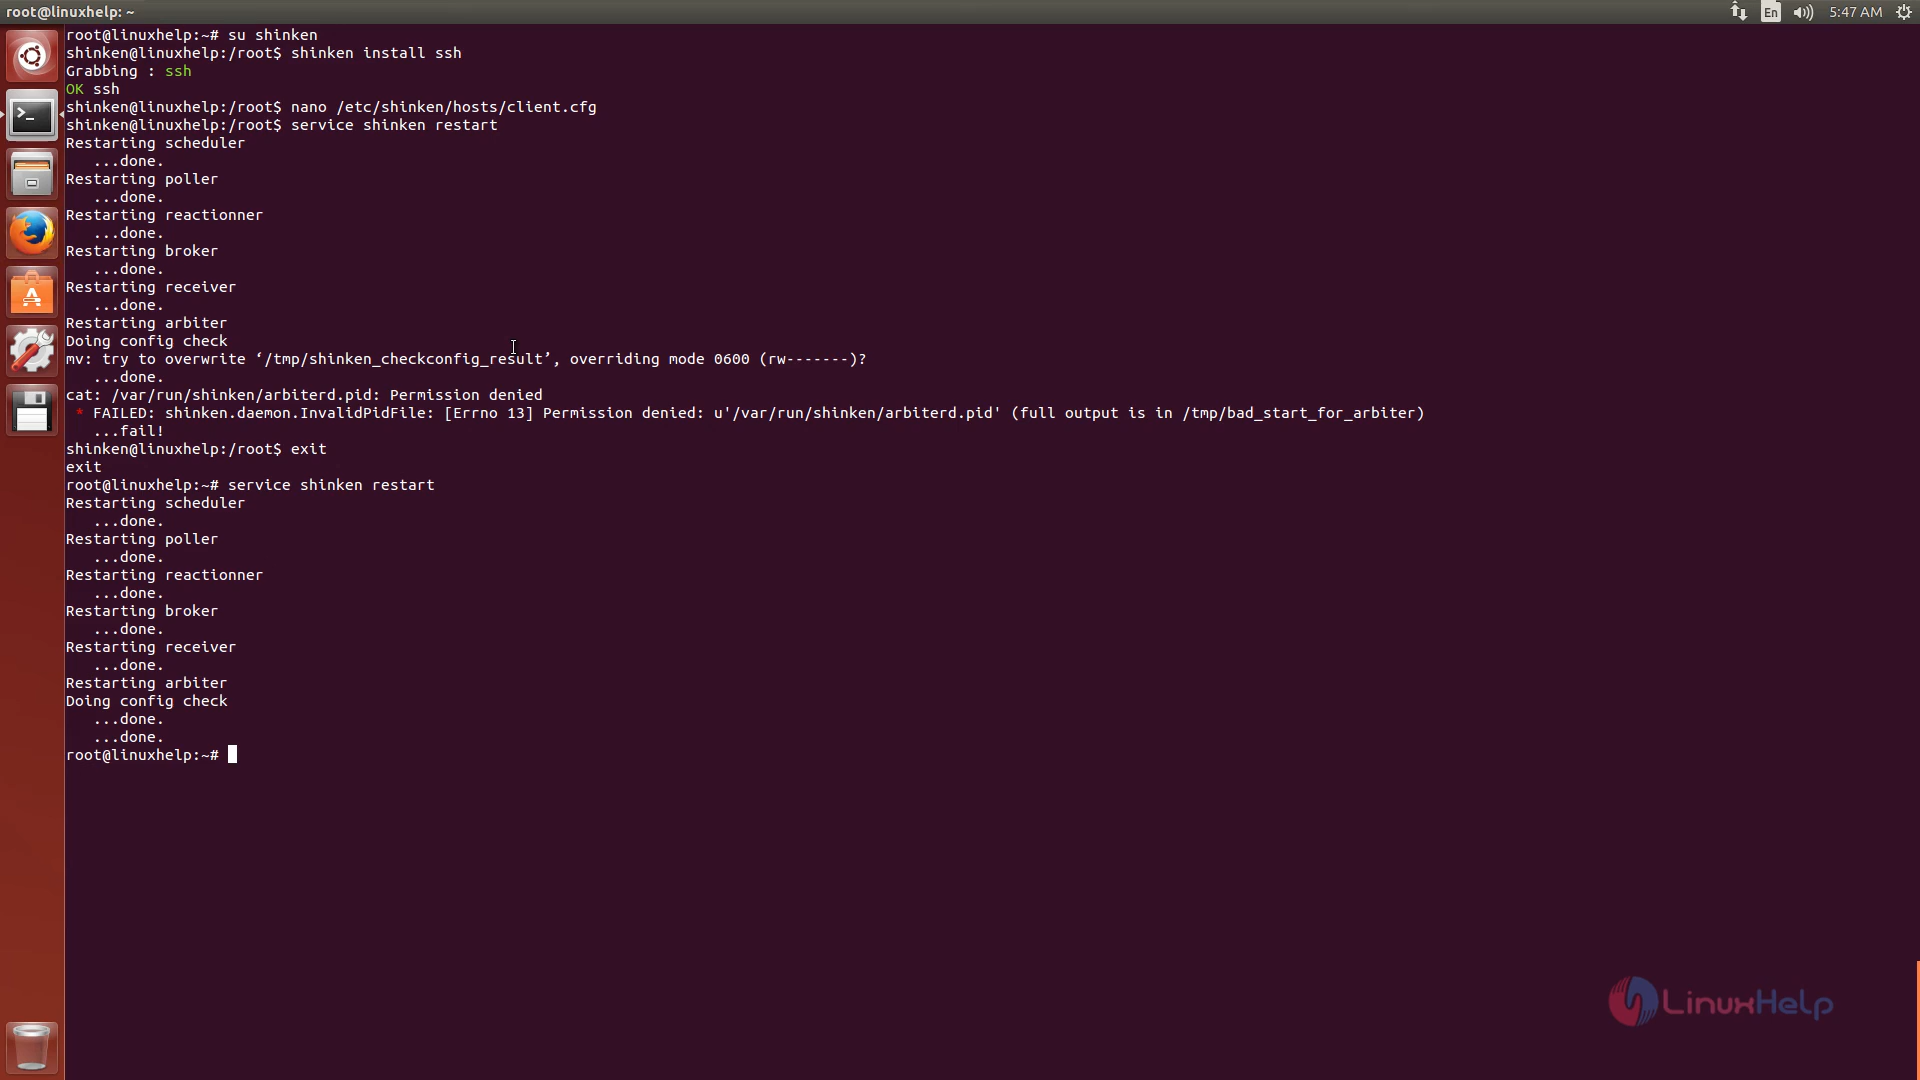 root@linuxhelp: ~
En
5:47 AM
root@linuxhelp:~# su shinken
shinken@linuxhelp:/root$ shinken install ssh
Grabbing : ssh
OK ssh
shinken@linuxhelp:/root$ nano /etc/shinken/hosts/client.cfg
shinken@linuxhelp:/root$ service shinken restart
Restarting scheduler
...done.
Restarting poller
...done.
Restarting reactionner
...done.
Restarting broker
...done.
Restarting receiver
...done.
Restarting arbiter
Doing config check
mv: try to overwrite ‘/tmp/shinken_checkconfig_result’, overriding mode 0600 (rw-------)?
...done.
cat: /var/run/shinken/arbiterd.pid: Permission denied
* FAILED: shinken.daemon.InvalidPidFile: [Errno 13] Permission denied: u'/var/run/shinken/arbiterd.pid' (full output is in /tmp/bad_start_for_arbiter)
...fail!
shinken@linuxhelp:/root$ exit
exit
root@linuxhelp:~# service shinken restart
Restarting scheduler
...done.
Restarting poller
...done.
Restarting reactionner
...done.
Restarting broker
...done.
Restarting receiver
...done.
Restarting arbiter
Doing config check
...done.
...done.
root@linuxhelp:~#
LinuxHelp